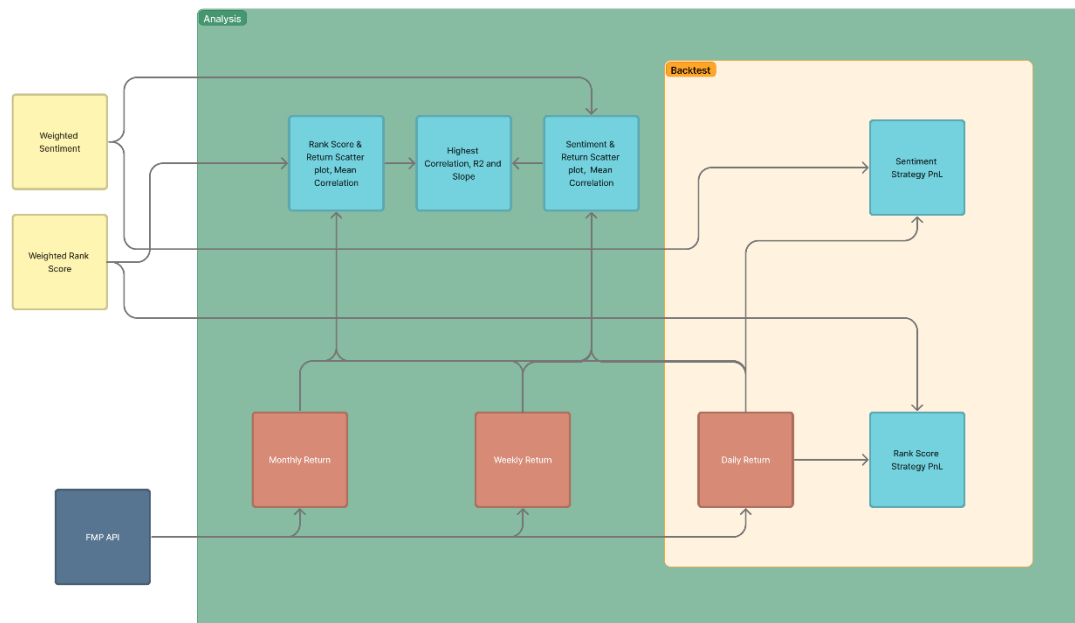 Analysis
Backtest
Weighted
Sentiment
Rank Score &
Return Scatter
plot, Mean
Correlation
Highest
Correlation, R2 and
Slope
Sentiment &
Return Scatter
plot, Mean
Correlation
Sentiment
Strategy PnL
Weighted Rank
Score
Monthly Return
Weekly Return
Daily Return
Rank Score
Strategy PnL
FMP API